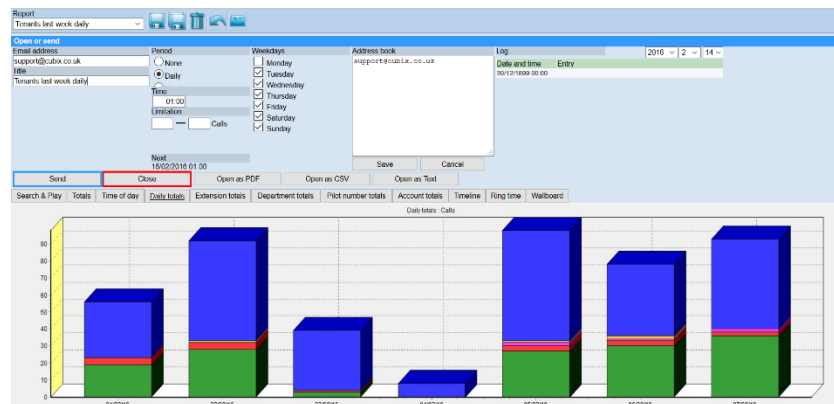 Report
Tenants last week daily
Open or send
Email address
support@cubix.co.uk
Title
Tenants last week daily
Period
None
Daily
Time
01:00
Limitation
— Calls
Next
16/02/2016 01:00
Weekdays
Monday
Tuesday
Wednesday
Thursday
Friday
Saturday
Sunday
Address book
support@cubix.co.uk
Save Cancel
Log
2016 2 14
Date and time Entry
30/12/1899 00:00
Send Close Open as PDF Open as CSV Open as Text
Search & Play Totals Time of day Daily totals Extension totals Department totals Pilot number totals Account totals Timeline Ring time Wallboard
Daily totals : Calls
90
80
70
60
50
40
30
20
10
0